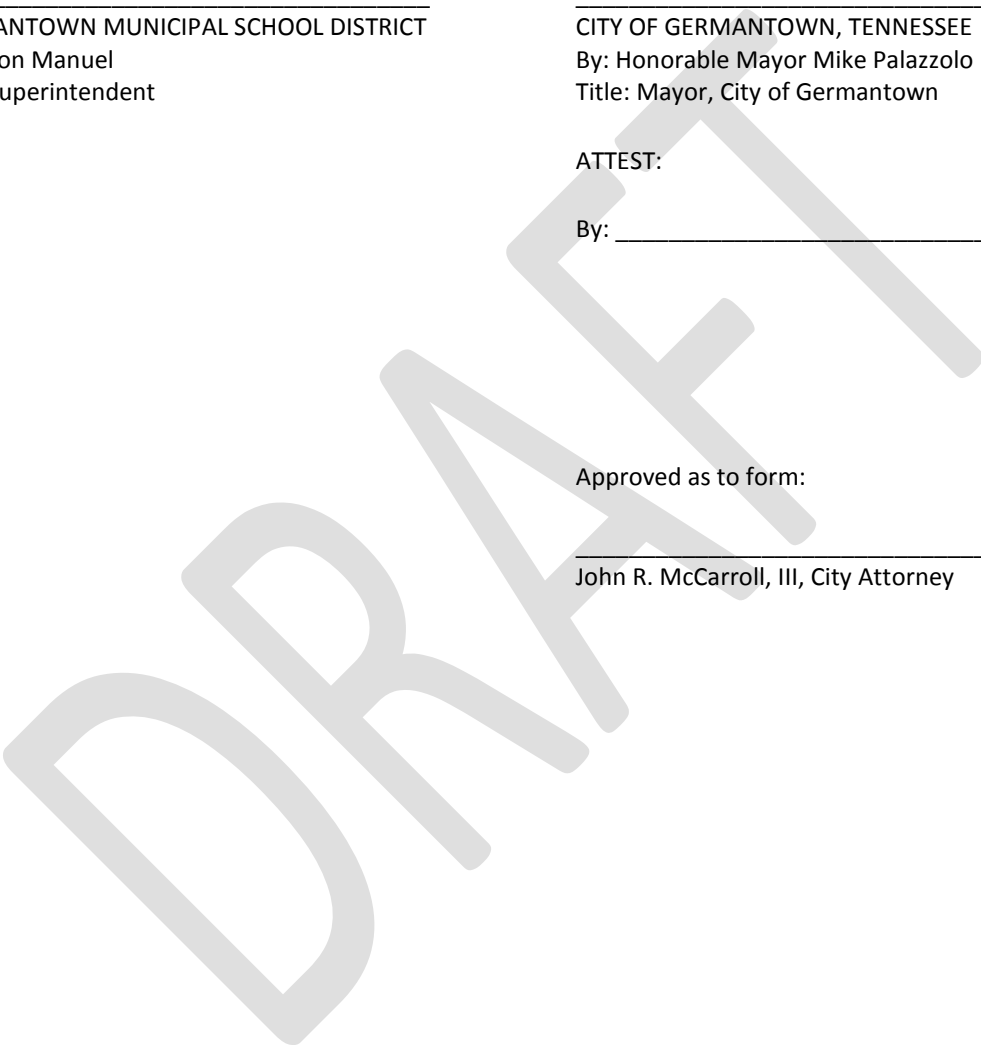 ANTOWN MUNICIPAL SCHOOL DISTRICT
on Manuel
uperintendent
CITY OF GERMANTOWN, TENNESSEE
By: Honorable Mayor Mike Palazzolo
Title: Mayor, City of Germantown
ATTEST:
By: ____________________________
Approved as to form:
John R. McCarroll, III, City Attorney
DRAFT